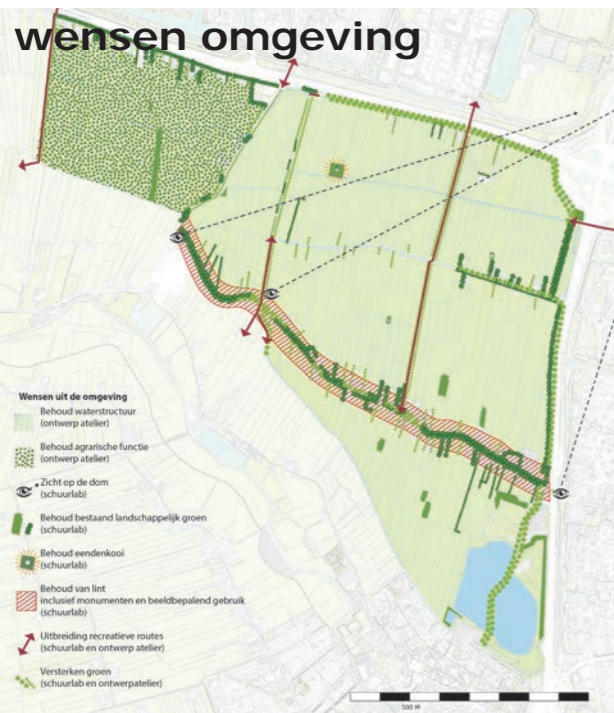 wensen omgeving
Wensen uit de omgeving
Behoud waterstructuur
(ontwerp atelier)
Behoud agrarische functie
(ontwerp atelier)
Zicht op de dom
(schuurlab)
Behoud bestaand landschappelijk groen
(schuurlab)
Behoud eendenkooi
(schuurlab)
Behoud van lint
inclusief monumenten en beeldbepalend gebruik
(schuurlab)
Uitbreiding recreatieve routes
(schuurlab en ontwerp atelier)
Versterken groen
(schuurlab en ontwerpatelier)
500 M